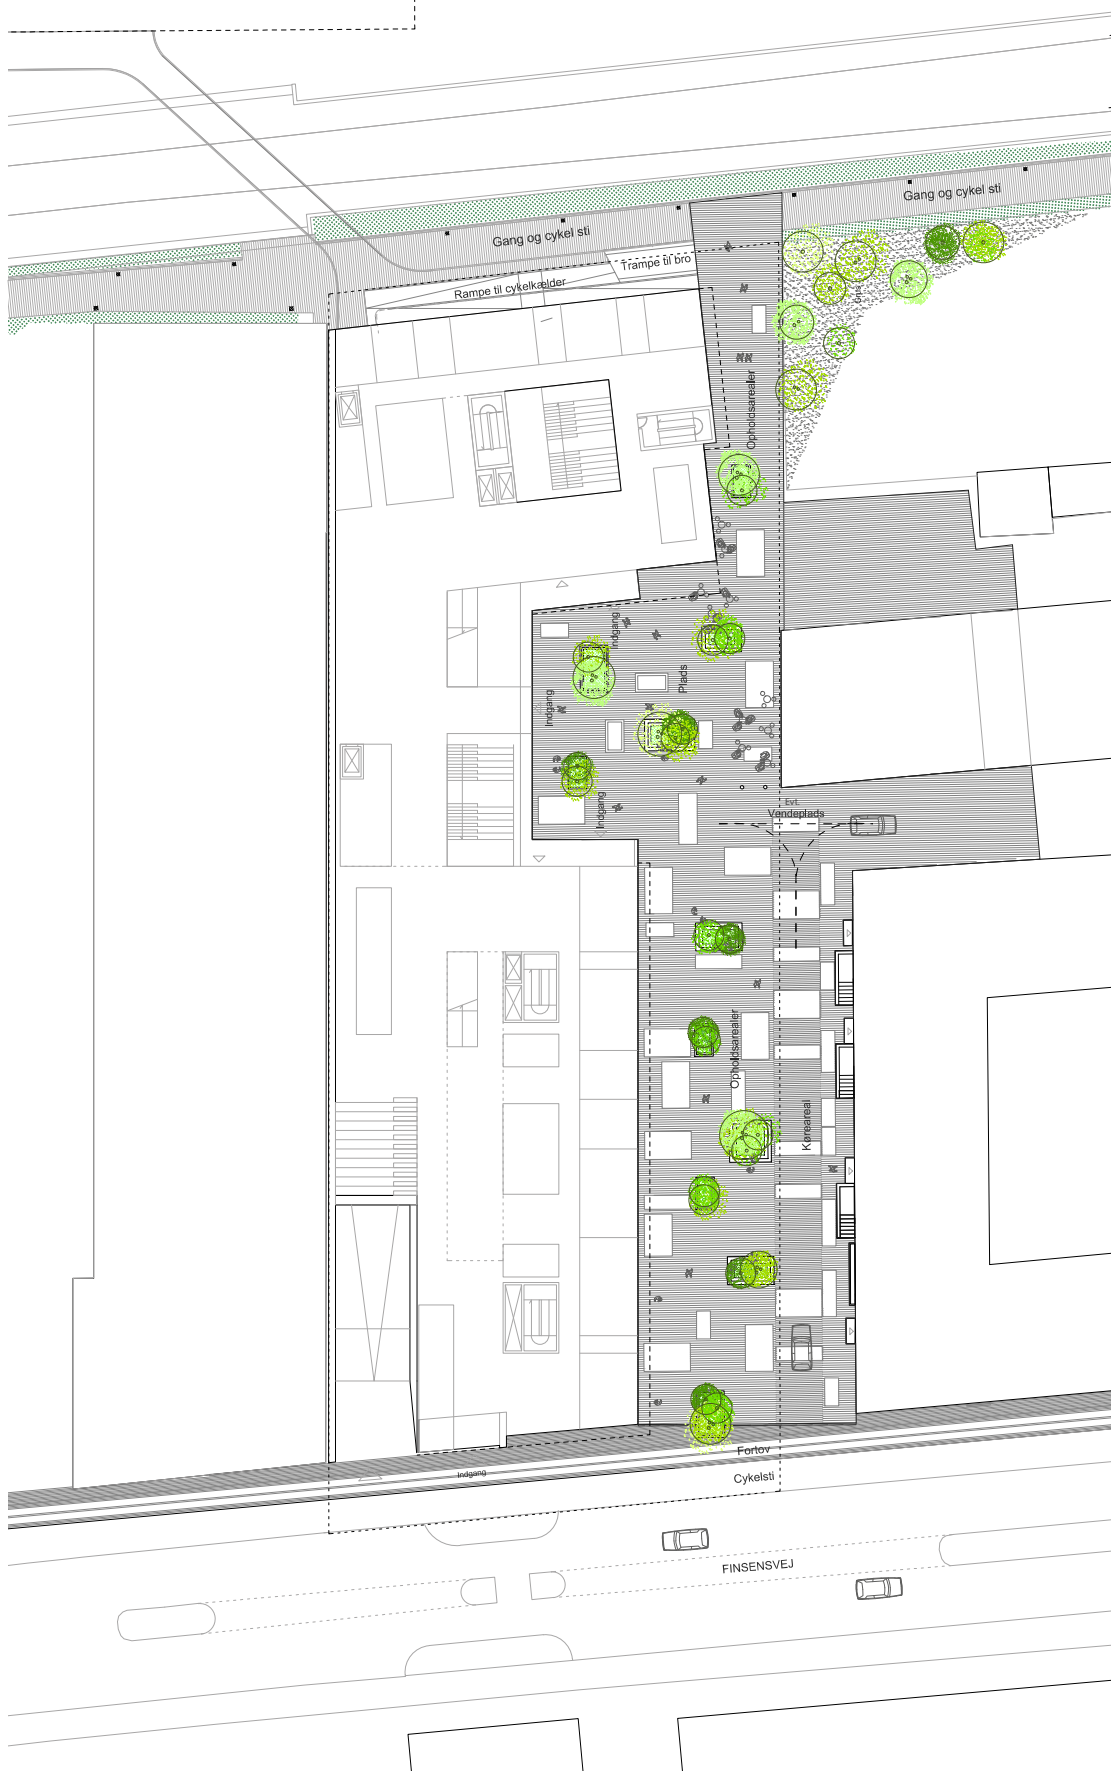 Gang og cykel sti
Gang og cykel sti
Trampe til bro
Rampe til cykelkælder
Grus
Opholdsarealer
Indgang
Plads
Indgang
Indgang
Evt.
Vendeplads
Opholdsarealer
Køreareal
Fortov
Indgang
Cykelsti
FINSENSVEJ